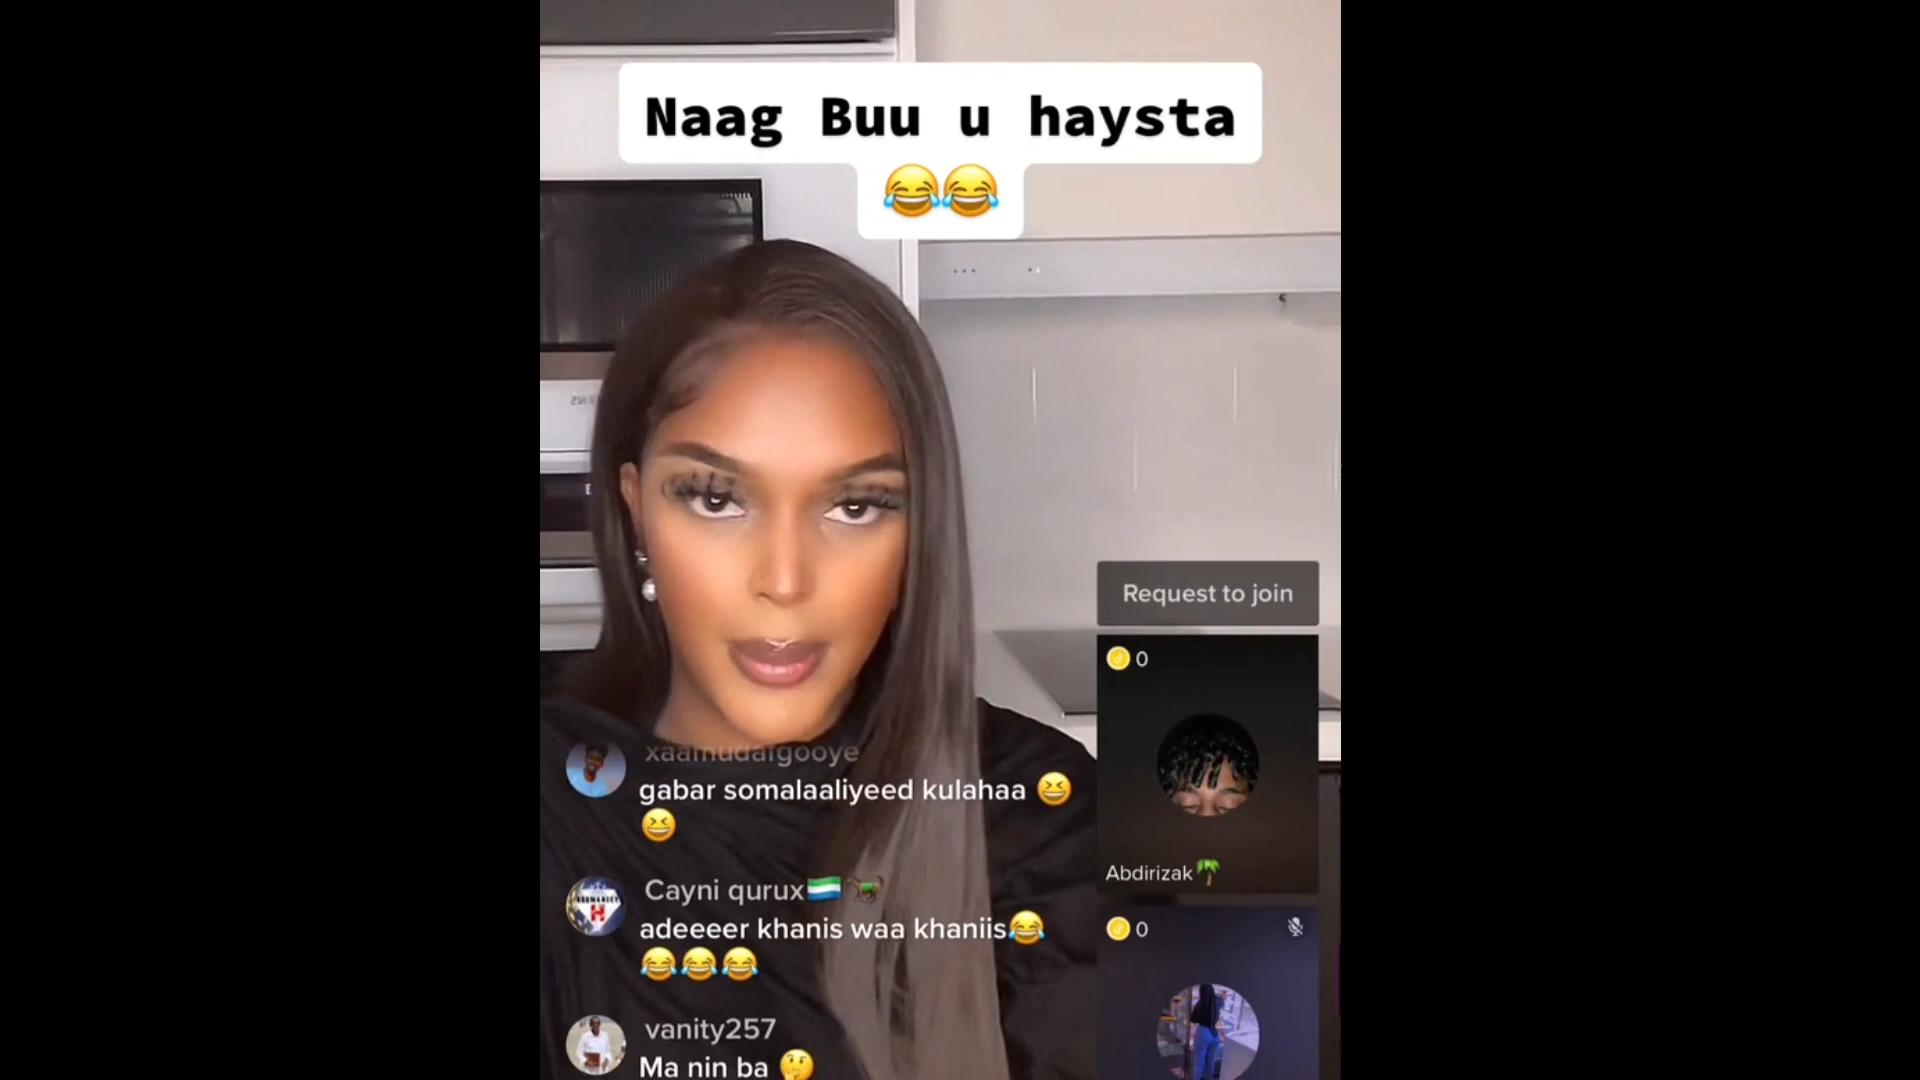 Naag Buu u haysta
😂😂
Request to join
0
xaamudafgooye
gabar somalaaliyeed kulahaa 😆
😆
Abdirizak🌴
Cayni qurux🇸🇱🐎
adeeeer khanis waa khaniis😂
😂😂😂
0
vanity257
Ma nin ba 🤔